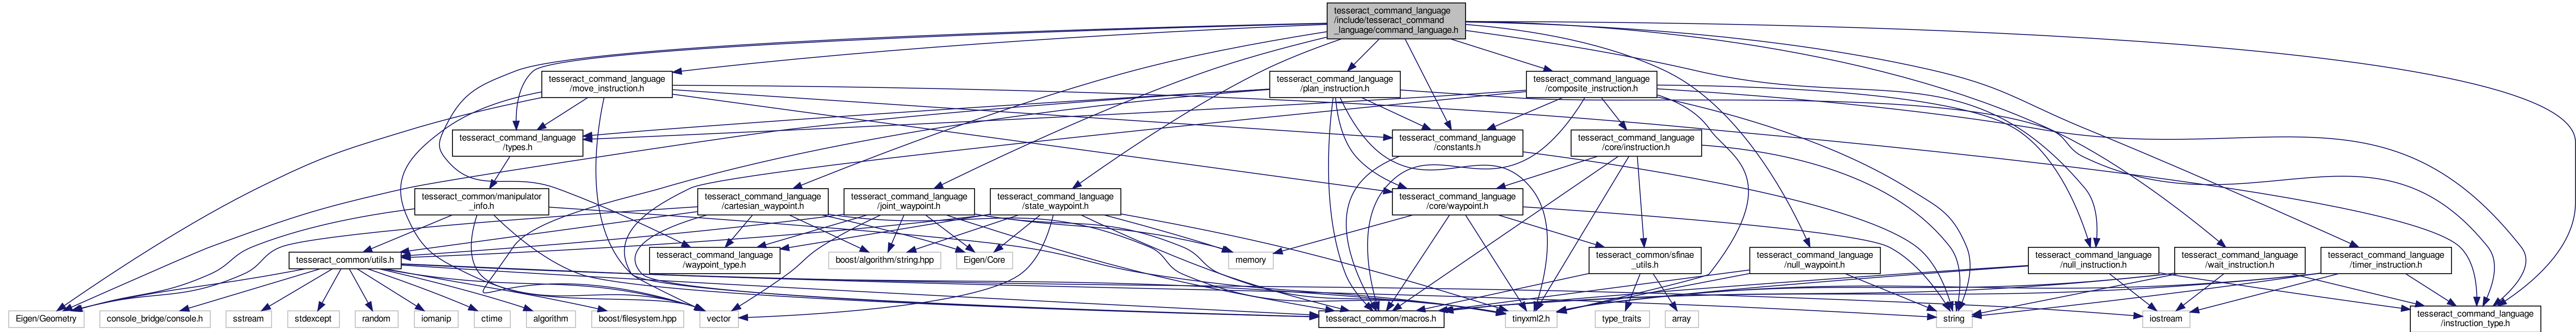 tesseract_command_language
/include/tesseract_command
_language/command_language.h
tesseract_command_language
/move_instruction.h
tesseract_command_language
/plan_instruction.h
tesseract_command_language
/composite_instruction.h
tesseract_command_language
/types.h
tesseract_command_language
/constants.h
tesseract_command_language
/core/instruction.h
tesseract_common/manipulator
_info.h
tesseract_command_language
/cartesian_waypoint.h
tesseract_command_language
/joint_waypoint.h
tesseract_command_language
/state_waypoint.h
tesseract_command_language
/core/waypoint.h
tesseract_common/utils.h
tesseract_command_language
/waypoint_type.h
boost/algorithm/string.hpp
Eigen/Core
memory
tesseract_common/sfinae
_utils.h
tesseract_command_language
/null_waypoint.h
tesseract_command_language
/null_instruction.h
tesseract_command_language
/wait_instruction.h
tesseract_command_language
/timer_instruction.h
Eigen/Geometry
console_bridge/console.h
sstream
stdexcept
random
iomanip
ctime
algorithm
boost/filesystem.hpp
vector
tesseract_common/macros.h
tinyxml2.h
type_traits
array
string
iostream
tesseract_command_language
/instruction_type.h